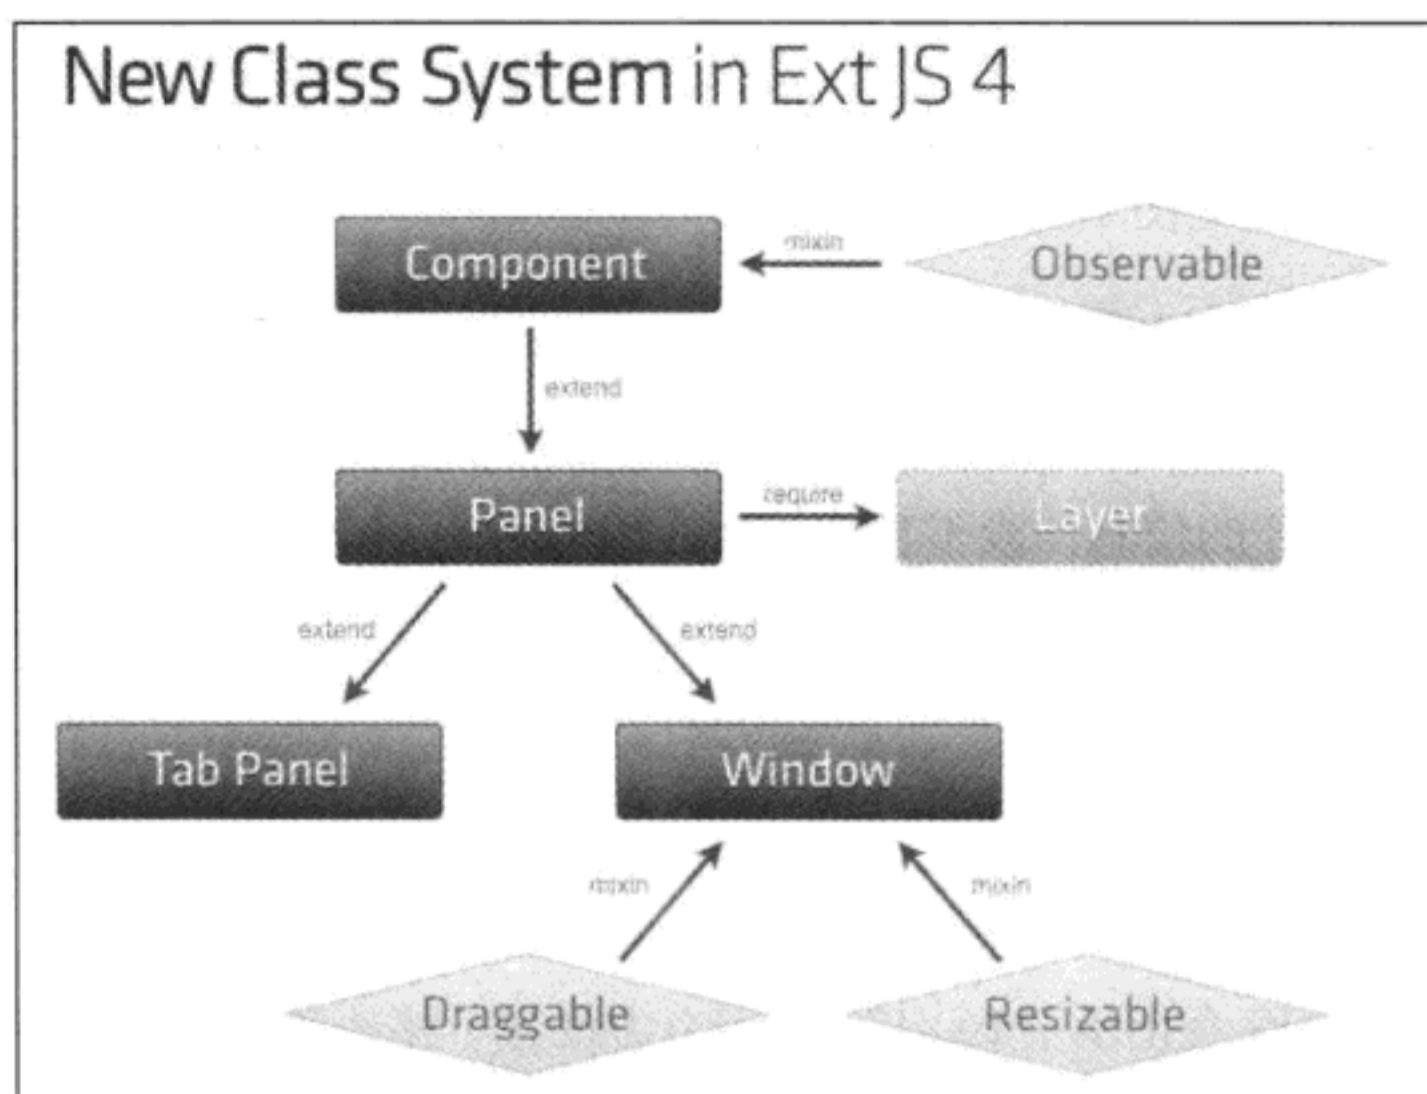 New Class System in Ext JS 4
Component
mixin
Observable
extend
Panel
require
Layer
extend
extend
Tab Panel
Window
mixin
mixin
Draggable
Resizable